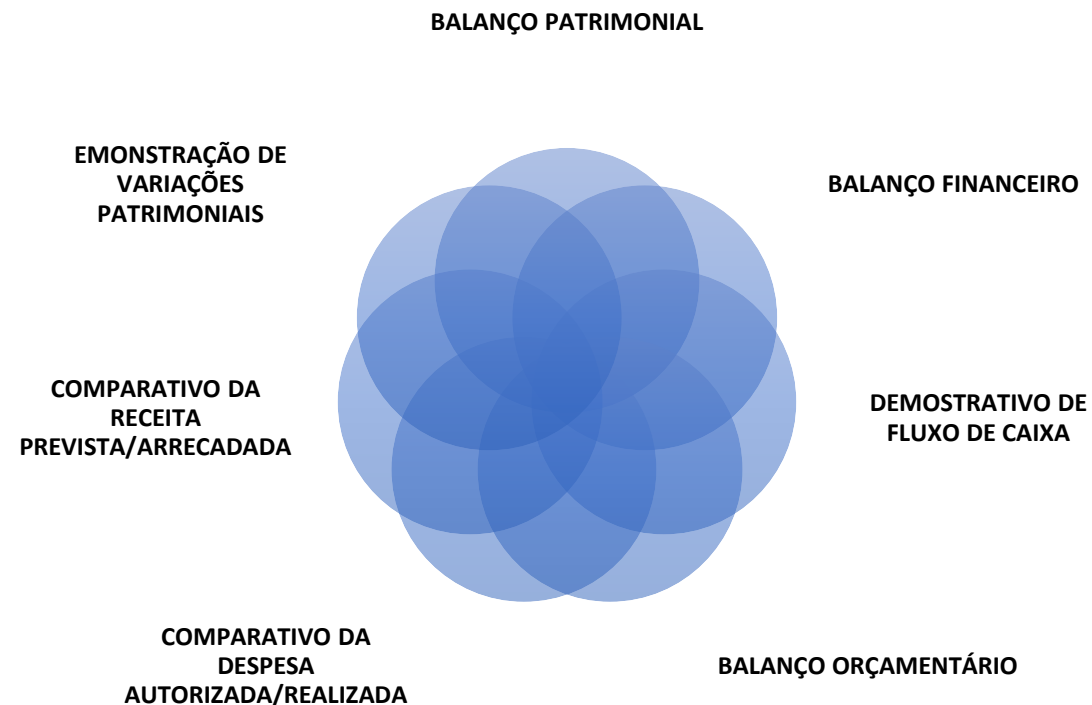 BALANÇO PATRIMONIAL
EMONSTRAÇÃO DE
VARIAÇÕES
PATRIMONIAIS
BALANÇO FINANCEIRO
COMPARATIVO DA
RECEITA
PREVISTA/ARRECADADA
DEMOSTRATIVO DE
FLUXO DE CAIXA
COMPARATIVO DA
DESPESA
AUTORIZADA/REALIZADA
BALANÇO ORÇAMENTÁRIO